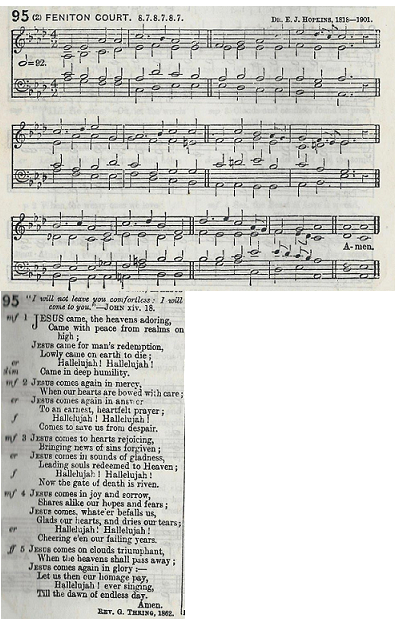 95 (2) FENITON COURT. 8.7.8.7.8.7. DR. E. J. HOPKINS, 1818—1901.
=92.
A-men.
95 "I will not leave you comfortless: I will
come to you."—JOHN xiv. 18.
mf 1 JESUS came, the heavens adoring,
Came with peace from realms on
high;
JESUS came for man's redemption,
Lowly came on earth to die;
cr Hallelujah! Hallelujah!
dim Came in deep humility.
mf 2 JESUS comes again in mercy,
When our hearts are bowed with care;
cr JESUS comes again in answer
To an earnest, heartfelt prayer;
f Hallelujah! Hallelujah!
Comes to save us from despair.
mf 3 JESUS comes to hearts rejoicing,
Bringing news of sins forgiven;
cr JESUS comes in sounds of gladness,
Leading souls redeemed to Heaven;
f Hallelujah! Hallelujah!
Now the gate of death is riven.
mf 4 JESUS comes in joy and sorrow,
Shares alike our hopes and fears;
JESUS comes, whate'er befalls us,
Glads our hearts, and dries our tears;
cr Hallelujah! Hallelujah!
Cheering e'en our failing years.
ff 5 JESUS comes on clouds triumphant,
When the heavens shall pass away;
JESUS comes again in glory:—
Let us then our homage pay,
Hallelujah! ever singing,
Till the dawn of endless day.
Amen.
REV. G. THRING, 1862.